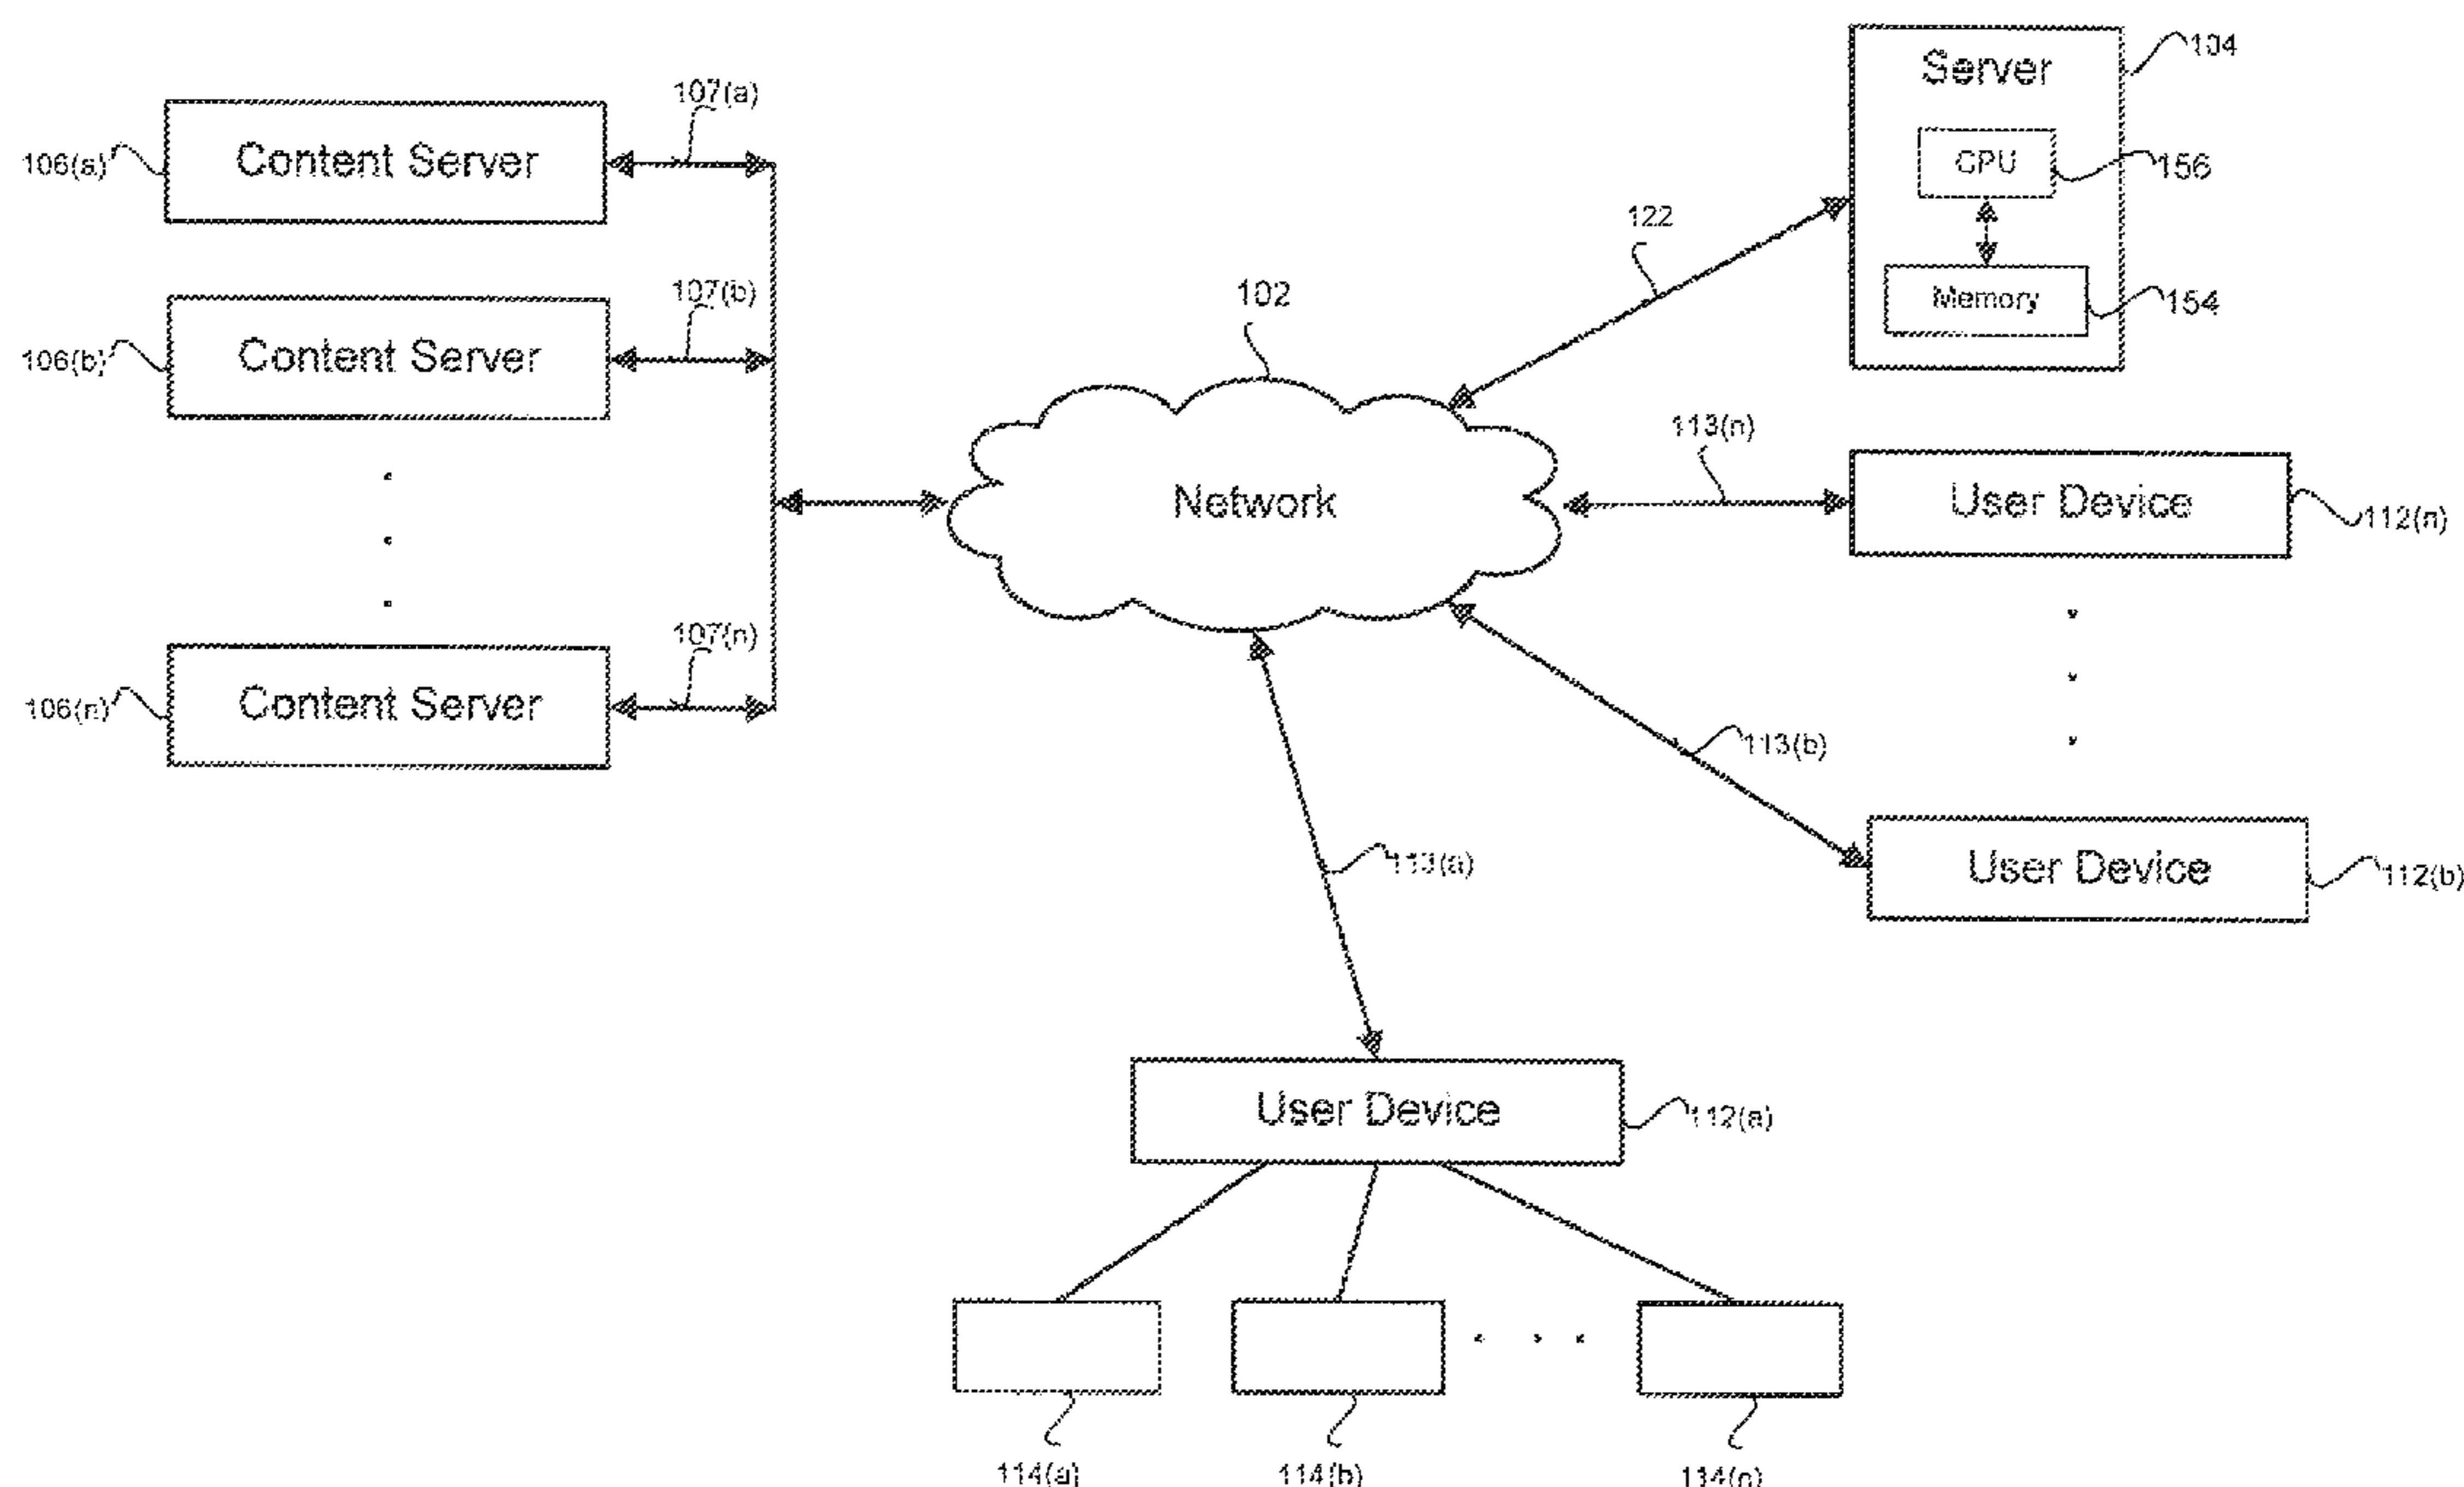 104
Server
107(a)
106(a)
Content Server
CPU
156
122
107(b)
102
Memory
154
106(b)
Content Server
113(n)
Network
User Device
112(n)
107(n)
106(n)
Content Server
113(b)
113(a)
User Device
112(b)
User Device
112(a)
114(a)
114(b)
114(n)